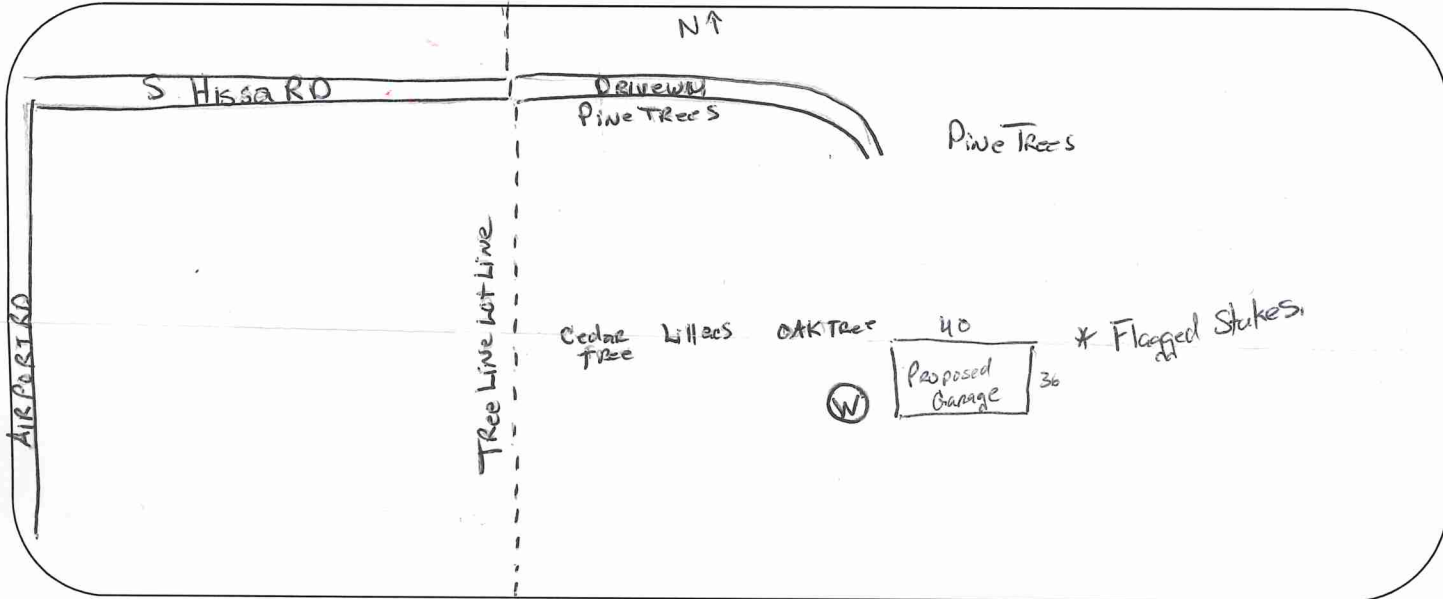 N↑
S Hissa RD
DRIVEWAY
Pine Trees
Pine Trees
AIRPORT RD
Tree Line Lot Line
Cedar Tree
Lillacs
OAK Tree
40
Proposed
Garage
36
* Flagged Stakes.
W